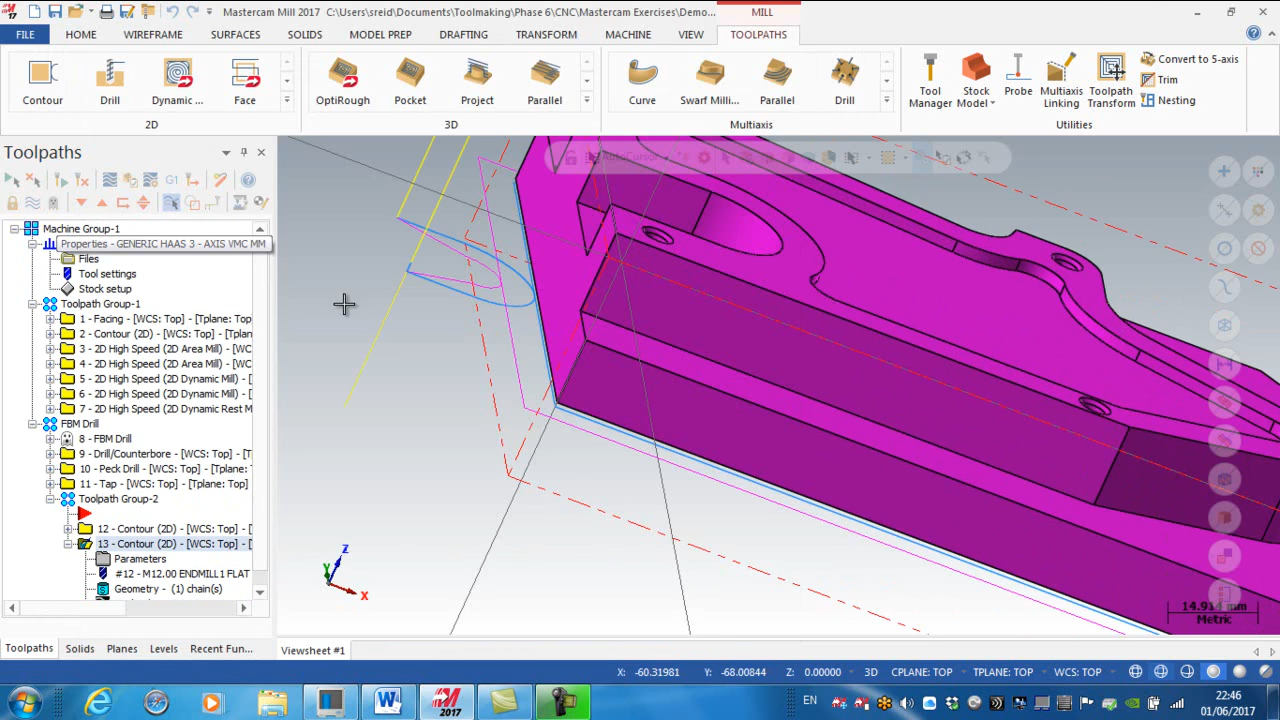 17
Mastercam Mill 2017 C:\Users\sreid\Documents\Toolmaking\Phase 6\CNC\Mastercam Exercises\Demo...
MILL
FILE HOME WIREFRAME SURFACES SOLIDS MODEL PREP DRAFTING TRANSFORM MACHINE VIEW TOOLPATHS
Contour Drill Dynamic ... Face
OptiRough Pocket Project Parallel
Curve Swarf Milli... Parallel Drill
Tool Manager Stock Model Probe Multiaxis Linking Toolpath Transform
Convert to 5-axis
Trim
Nesting
2D 3D Multiaxis Utilities
Toolpaths
G1
AutoCursor
Machine Group-1
Properties - GENERIC HAAS 3 - AXIS VMC MM
Files
Tool settings
Stock setup
Toolpath Group-1
1 - Facing - [WCS: Top] - [Tplane: Top]
2 - Contour (2D) - [WCS: Top] - [Tpla
3 - 2D High Speed (2D Area Mill) - [WC
4 - 2D High Speed (2D Area Mill) - [WC
5 - 2D High Speed (2D Dynamic Mill) - [
6 - 2D High Speed (2D Dynamic Mill) - [
7 - 2D High Speed (2D Dynamic Rest M
FBM Drill
8 - FBM Drill
9 - Drill/Counterbore - [WCS: Top] - [T
10 - Peck Drill - [WCS: Top] - [Tplane:
11 - Tap - [WCS: Top] - [Tplane: Top]
Toolpath Group-2
12 - Contour (2D) - [WCS: Top] - [
13 - Contour (2D) - [WCS: Top] - [
Parameters
#12 - M12.00 ENDMILL1 FLAT
Geometry - (1) chain(s)
Z
Y
X
14.914 mm
Metric
Toolpaths Solids Planes Levels Recent Fun...
Viewsheet #1
X: -60.31981 Y: -68.00844 Z: 0.00000 3D CPLANE: TOP TPLANE: TOP WCS: TOP
2017
EN
22:46
01/06/2017